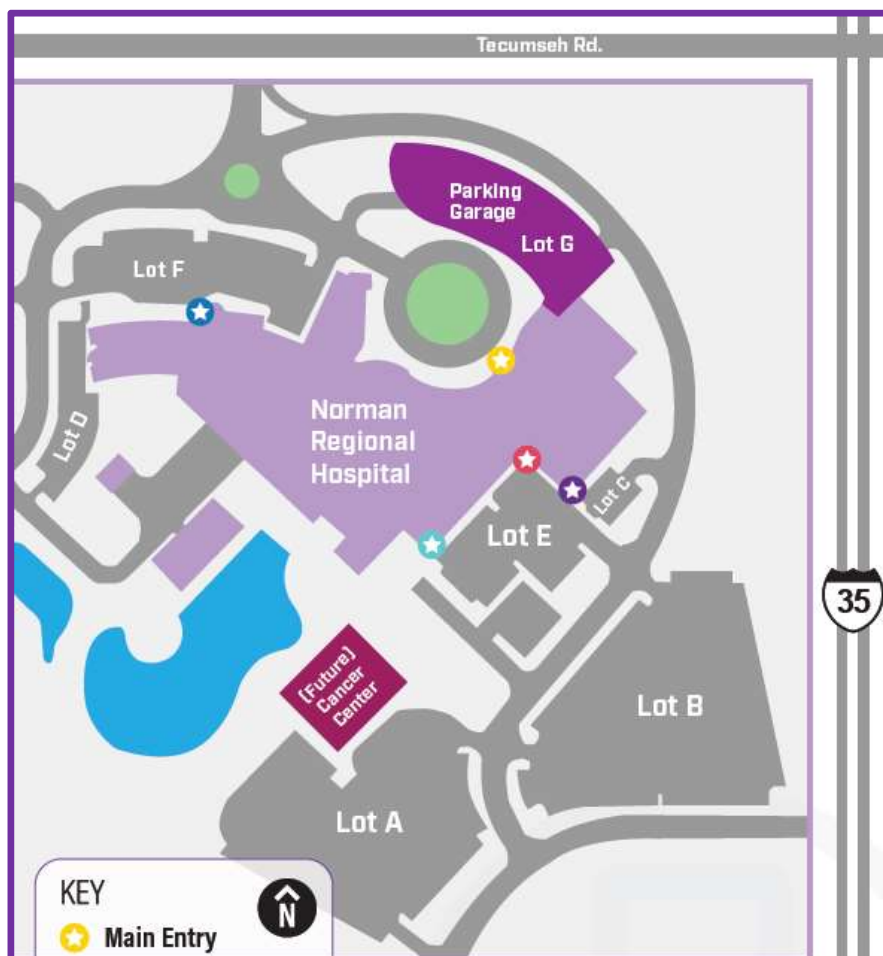 Tecumseh Rd.
Parking
Garage
Lot G
Lot F
Norman
Regional
Hospital
Lot D
Lot C
Lot E
35
(Future)
Cancer
Center
Lot B
Lot A
KEY
N
Main Entry